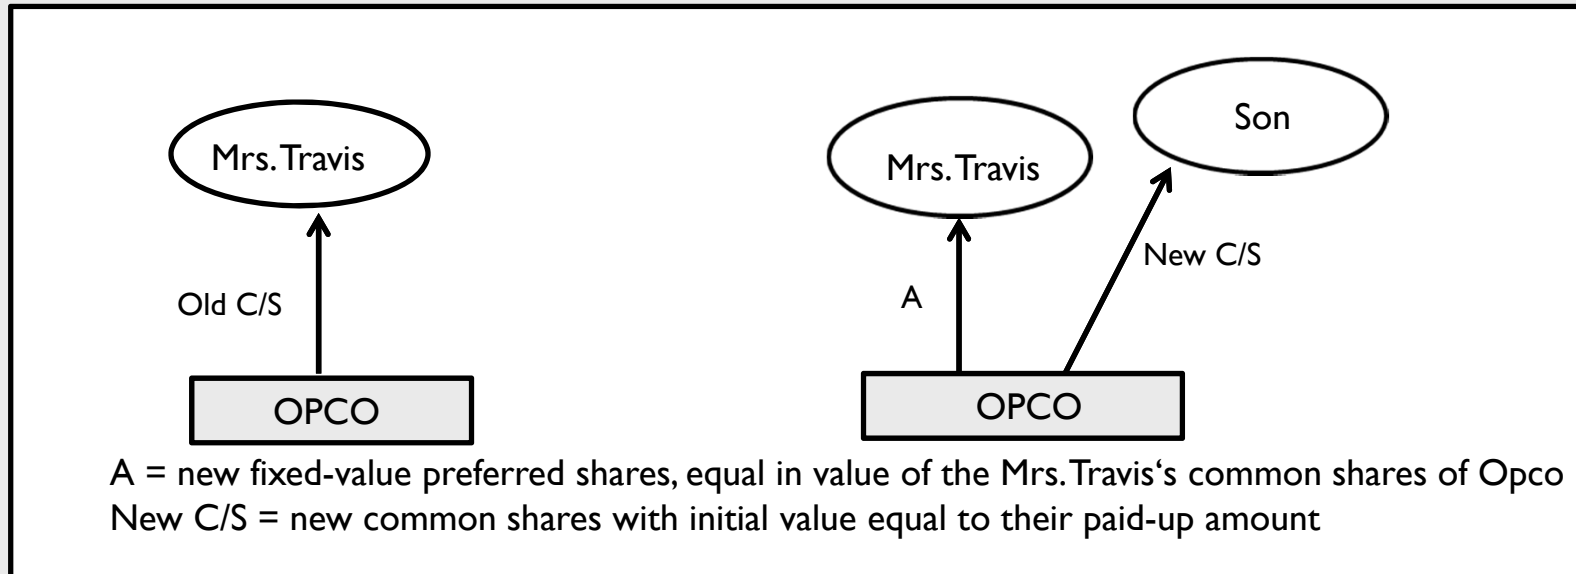 Mrs. Travis
Old C/S
OPCO
Mrs. Travis
Son
A
New C/S
OPCO
A = new fixed-value preferred shares, equal in value of the Mrs. Travis‘s common shares of Opco
New C/S = new common shares with initial value equal to their paid-up amount